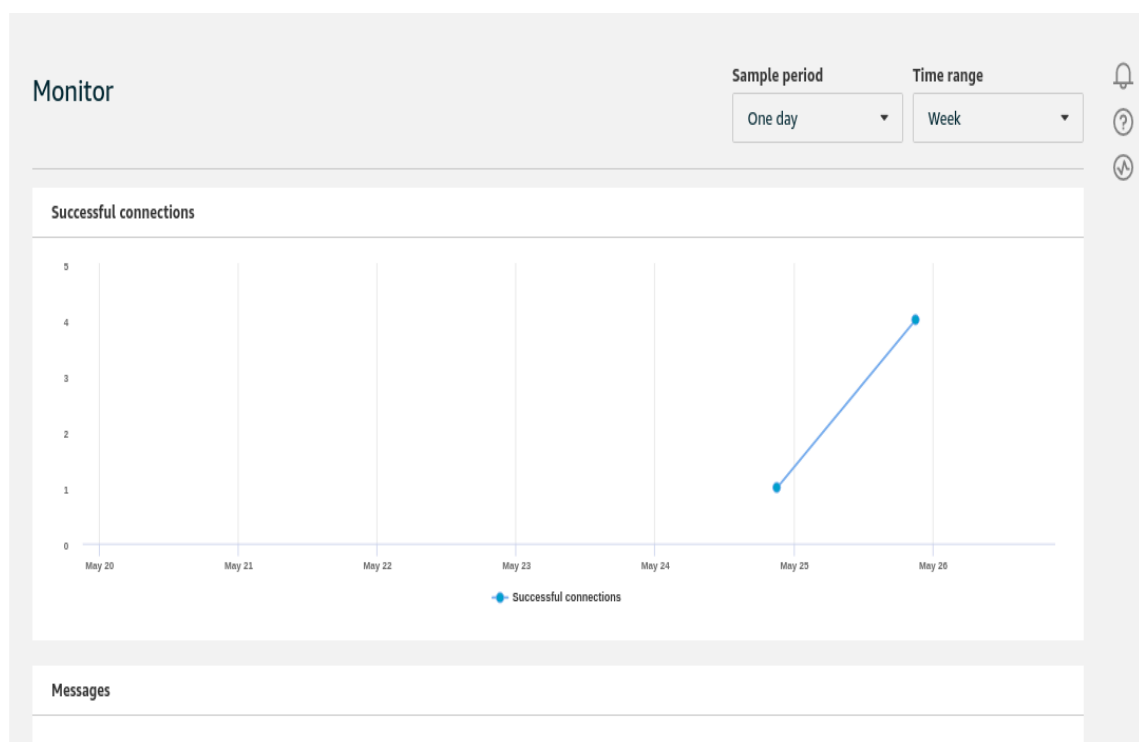 Monitor
Sample period
Time range
One day
Week
Successful connections
5
4
3
2
1
0
May 20
May 21
May 22
May 23
May 24
May 25
May 26
Successful connections
Messages